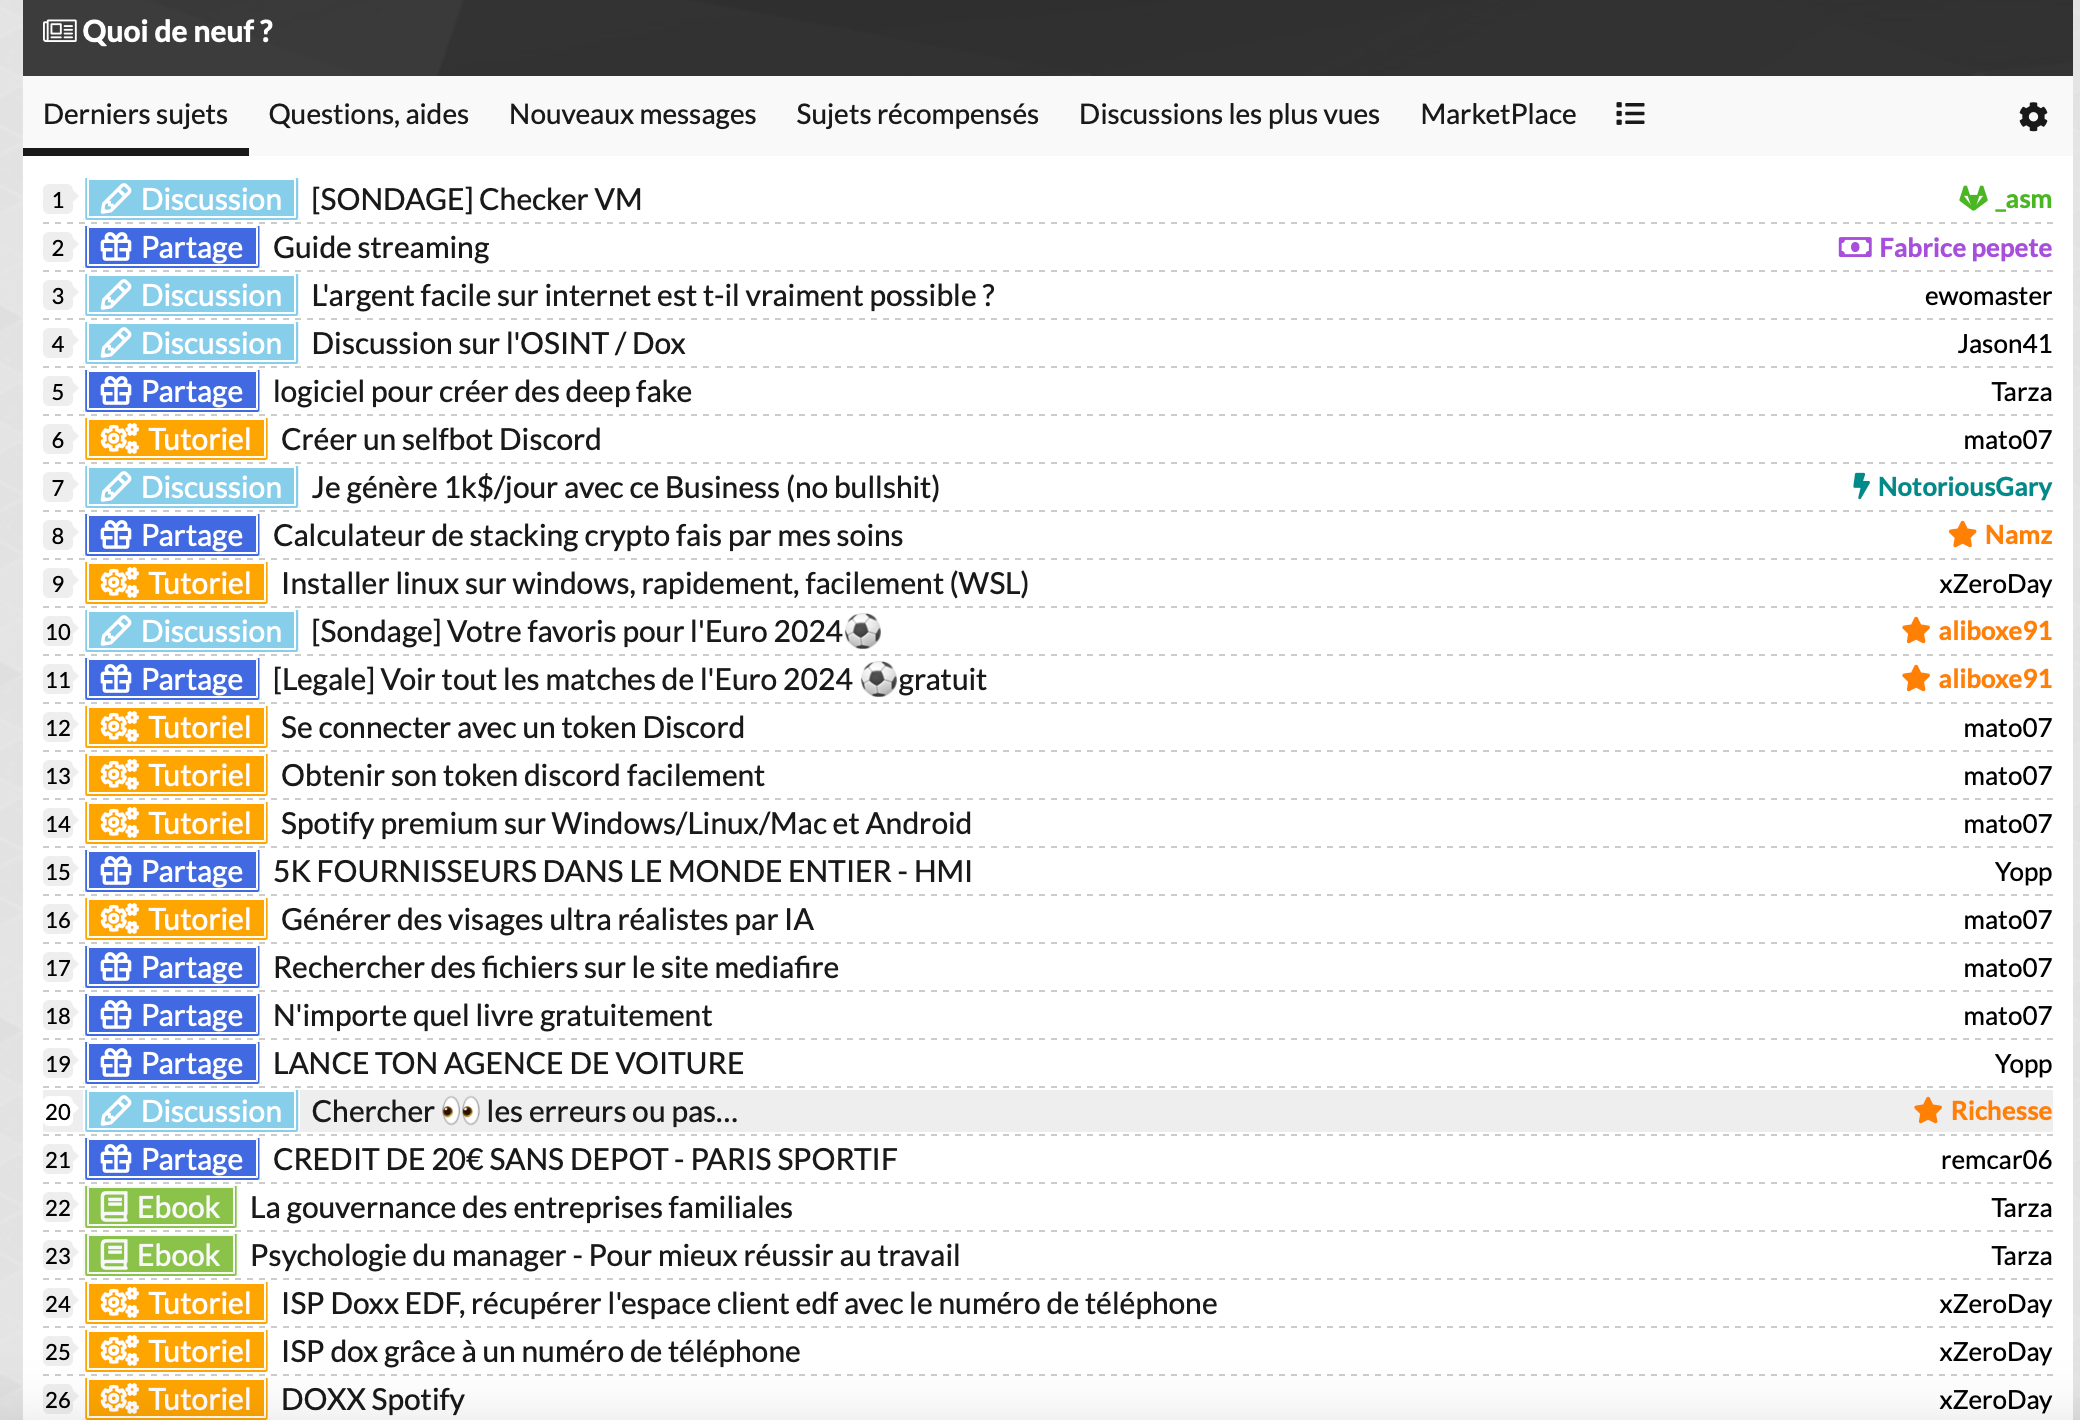 Quoi de neuf ?
Derniers sujets Questions, aides Nouveaux messages Sujets récompensés Discussions les plus vues MarketPlace
1 Discussion [SONDAGE] Checker VM _asm
2 Partage Guide streaming Fabrice pepete
3 Discussion L'argent facile sur internet est t-il vraiment possible ? ewomaster
4 Discussion Discussion sur l'OSINT / Dox Jason41
5 Partage logiciel pour créer des deep fake Tarza
6 Tutoriel Créer un selfbot Discord mato07
7 Discussion Je génère 1k$/jour avec ce Business (no bullshit) NotoriousGary
8 Partage Calculateur de stacking crypto fais par mes soins Namz
9 Tutoriel Installer linux sur windows, rapidement, facilement (WSL) xZeroDay
10 Discussion [Sondage] Votre favoris pour l'Euro 2024⚽ aliboxe91
11 Partage [Legale] Voir tout les matches de l'Euro 2024 ⚽gratuit aliboxe91
12 Tutoriel Se connecter avec un token Discord mato07
13 Tutoriel Obtenir son token discord facilement mato07
14 Tutoriel Spotify premium sur Windows/Linux/Mac et Android mato07
15 Partage 5K FOURNISSEURS DANS LE MONDE ENTIER - HMI Yopp
16 Tutoriel Générer des visages ultra réalistes par IA mato07
17 Partage Rechercher des fichiers sur le site mediafire mato07
18 Partage N'importe quel livre gratuitement mato07
19 Partage LANCE TON AGENCE DE VOITURE Yopp
20 Discussion Chercher 👀 les erreurs ou pas... Richesse
21 Partage CREDIT DE 20€ SANS DEPOT - PARIS SPORTIF remcar06
22 Ebook La gouvernance des entreprises familiales Tarza
23 Ebook Psychologie du manager - Pour mieux réussir au travail Tarza
24 Tutoriel ISP Doxx EDF, récupérer l'espace client edf avec le numéro de téléphone xZeroDay
25 Tutoriel ISP dox grâce à un numéro de téléphone xZeroDay
26 Tutoriel DOXX Spotify xZeroDay